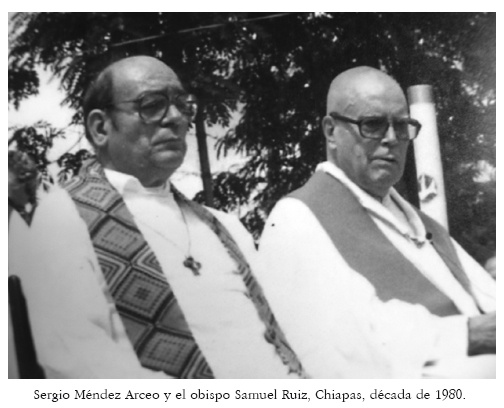 Sergio Méndez Arceo y el obispo Samuel Ruiz, Chiapas, década de 1980.